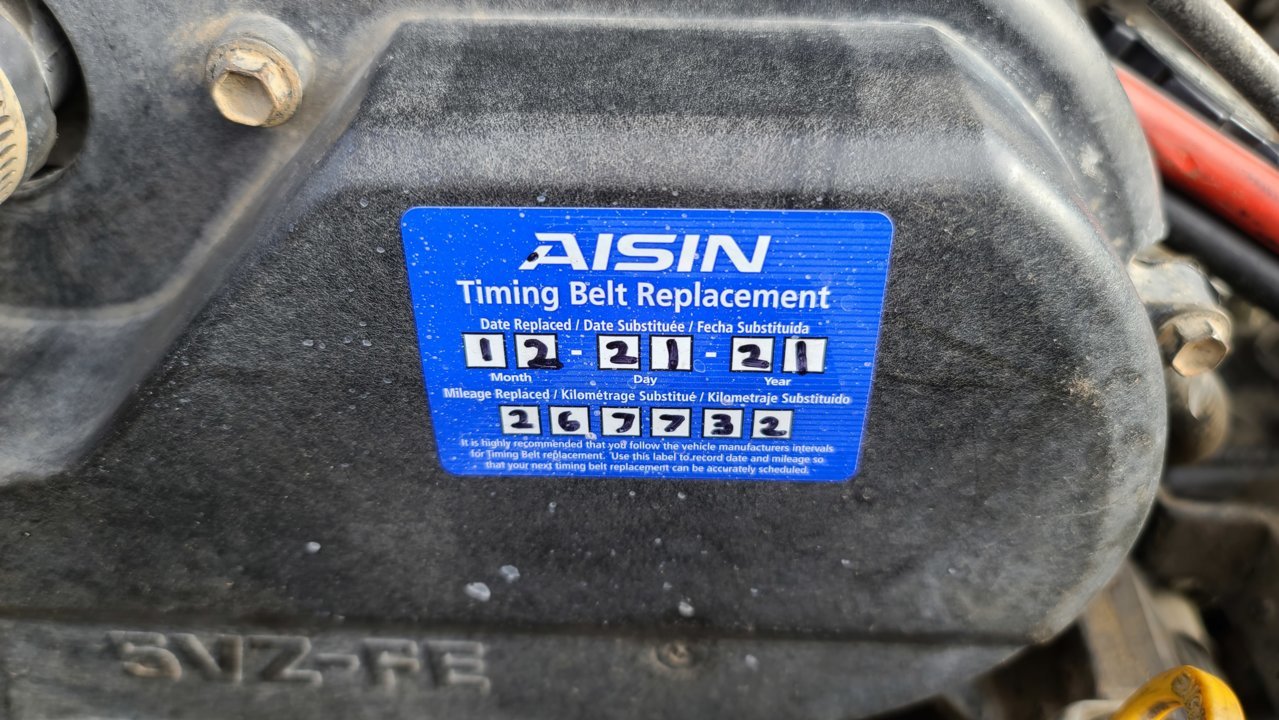 AISIN
Timing Belt Replacement
Date Replaced / Date Substituée / Fecha Substituida
12-21-21
Month Day Year
Mileage Replaced / Kilométrage Substitué / Kilometraje Substituido
267732
It is highly recommended that you follow the vehicle manufacturers intervals
for Timing Belt replacement. Use this label to record date and mileage so
that your next timing belt replacement can be accurately scheduled.
5VZ-FE